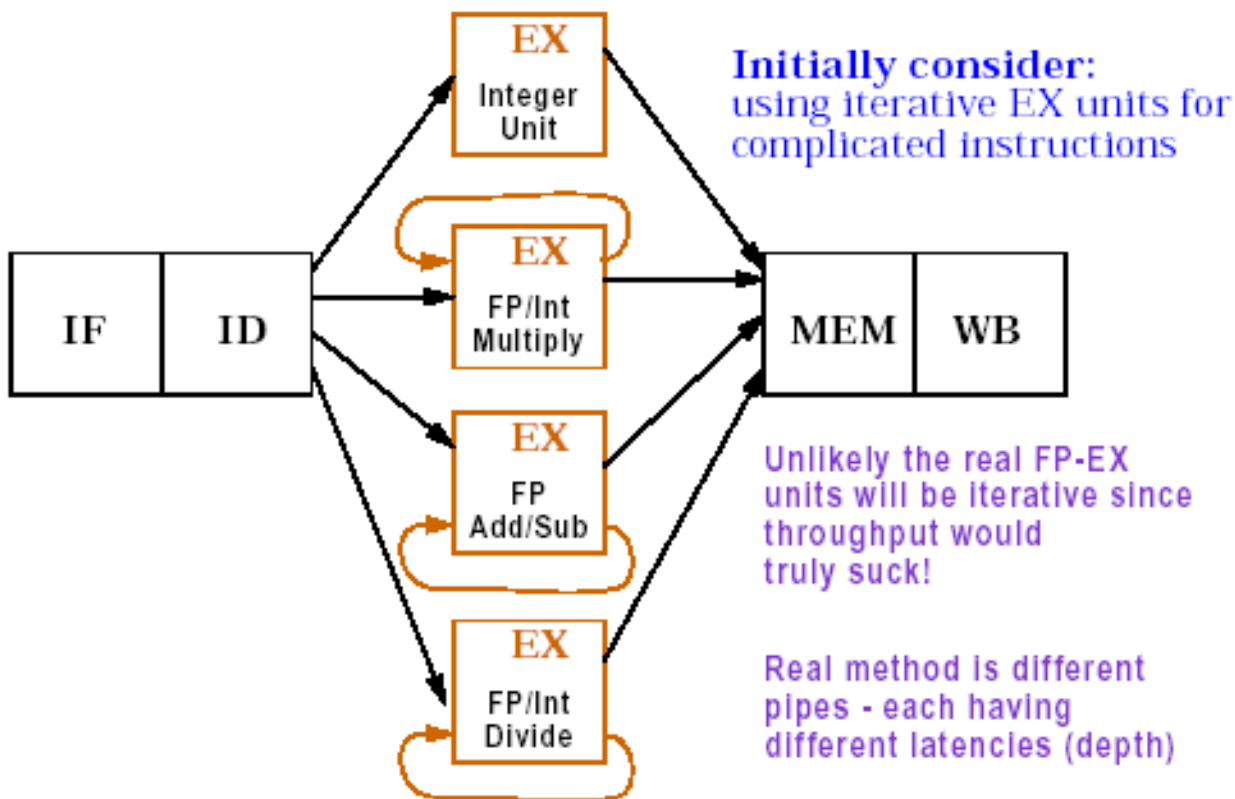 EX
Integer
Unit
Initially consider:
using iterative EX units for
complicated instructions
EX
FP/Int
Multiply
IF
ID
MEM
WB
EX
FP
Add/Sub
Unlikely the real FP-EX
units will be iterative since
throughput would
truly suck!
EX
FP/Int
Divide
Real method is different
pipes - each having
different latencies (depth)